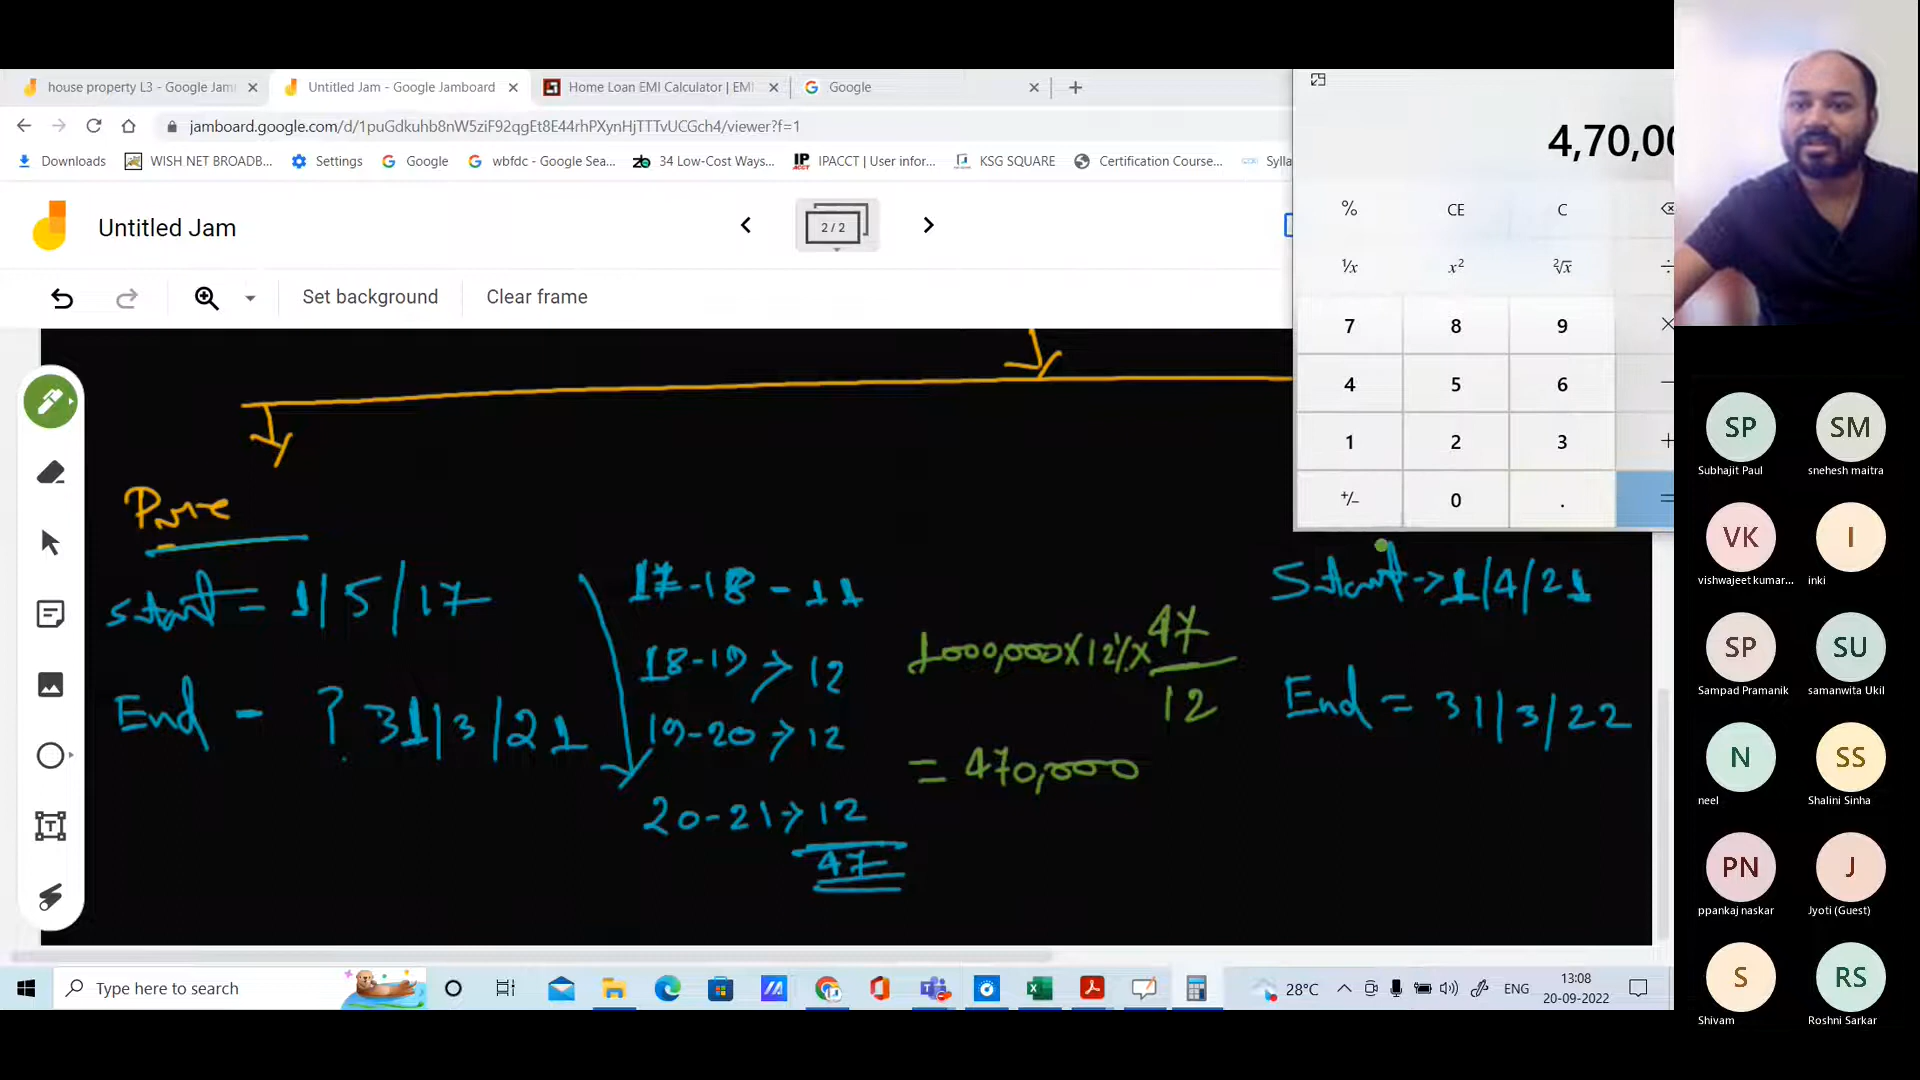 house property L3 - Google Jam
Untitled Jam - Google Jamboard
Home Loan EMI Calculator | EM
Google
jamboard.google.com/d/1puGdkuhb8nW5ziF92qgEt8E44rhPXynHjTTTvUCGch4/viewer?f=1
Downloads
WISH NET BROADB...
Settings
Google
wbfdc - Google Sea...
34 Low-Cost Ways...
IPACCT | User infor...
KSG SQUARE
Certification Course...
Sylla
Untitled Jam
2 / 2
Set background
Clear frame
4,70,00
%
CE
C
1/x
x²
²√x
÷
7
8
9
×
4
5
6
−
1
2
3
+
+/−
0
.
=
Start = 1/5/17
End - ? 31/3/21
17-18 - 11
18-19 > 12
19-20 > 12
20-21 > 12
47
1000,000 x 12% x 47/12
= 470,000
Start -> 1/4/21
End = 31/3/22
SP
Subhajit Paul
SM
snehesh maitra
VK
vishwajeet kumar...
I
inki
SP
Sampad Pramanik
SU
samanwita Ukil
N
neel
SS
Shalini Sinha
PN
ppankaj naskar
J
Jyoti (Guest)
S
Shivam
RS
Roshni Sarkar
Type here to search
28°C
ENG
13:08
20-09-2022